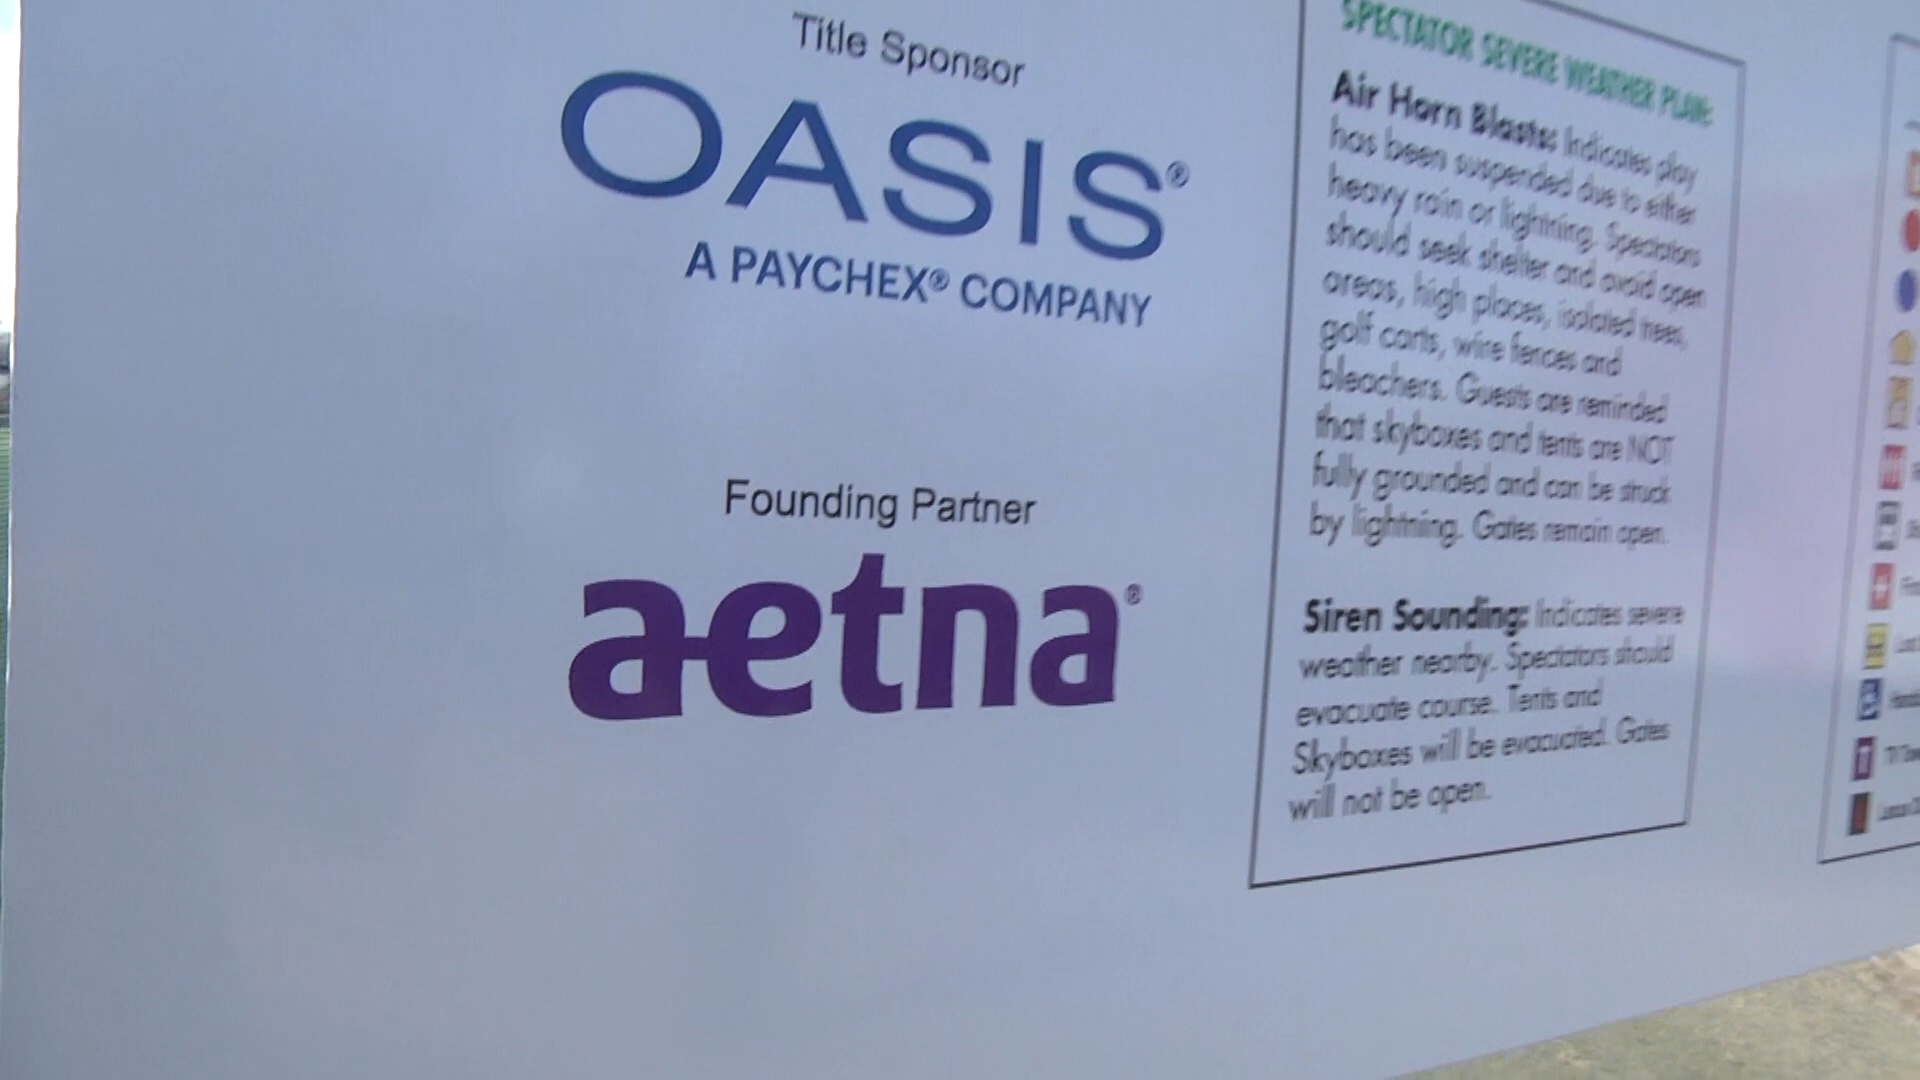 Title Sponsor
OASIS®
A PAYCHEX® COMPANY
Founding Partner
aetna®
SPECTATOR SEVERE WEATHER PLAN:
Air Horn Blasts: Indicates play
has been suspended due to either
heavy rain or lightning. Spectators
should seek shelter and avoid open
areas, high places, isolated trees,
golf carts, wire fences and
bleachers. Guests are reminded
that skyboxes and tents are NOT
fully grounded and can be struck
by lightning. Gates remain open.
Siren Sounding: Indicates severe
weather nearby. Spectators should
evacuate course. Tents and
Skyboxes will be evacuated. Gates
will not be open.